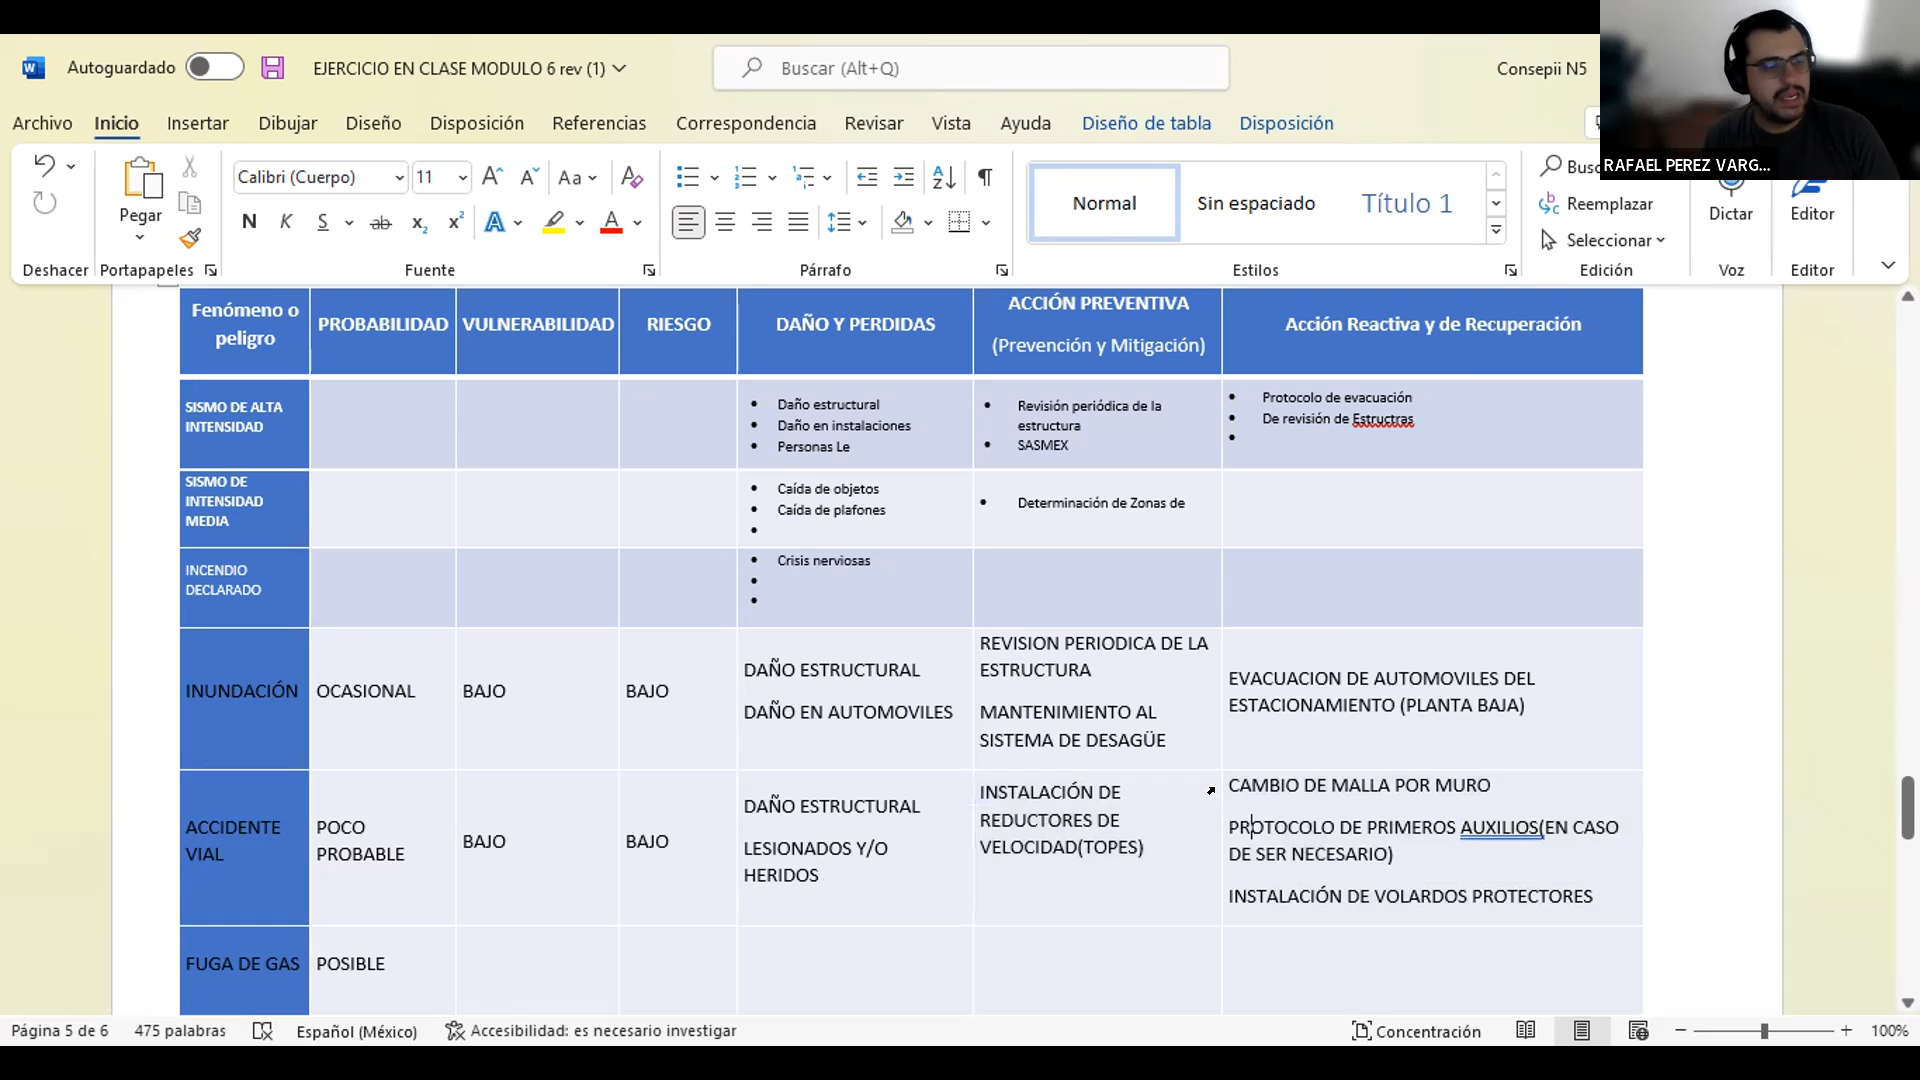 Autoguardado
EJERCICIO EN CLASE MODULO 6 rev (1)
Buscar (Alt+Q)
Consepii N5
RAFAEL PEREZ VARG...
Archivo Inicio Insertar Dibujar Diseño Disposición Referencias Correspondencia Revisar Vista Ayuda Diseño de tabla Disposición
Pegar
Calibri (Cuerpo) 11
Aa
N K S ab
Normal
Sin espaciado
Título 1
Busc
Reemplazar
Seleccionar
Dictar
Editor
Deshacer Portapapeles Fuente Párrafo Estilos Edición Voz Editor
Fenómeno o
peligro
PROBABILIDAD
VULNERABILIDAD
RIESGO
DAÑO Y PERDIDAS
ACCIÓN PREVENTIVA
(Prevención y Mitigación)
Acción Reactiva y de Recuperación
SISMO DE ALTA
INTENSIDAD
Daño estructural
Daño en instalaciones
Personas Le
Revisión periódica de la
estructura
SASMEX
Protocolo de evacuación
De revisión de Estructras
SISMO DE
INTENSIDAD
MEDIA
Caída de objetos
Caída de plafones
Determinación de Zonas de
INCENDIO
DECLARADO
Crisis nerviosas
INUNDACIÓN
OCASIONAL
BAJO
BAJO
DAÑO ESTRUCTURAL
DAÑO EN AUTOMOVILES
REVISION PERIODICA DE LA
ESTRUCTURA
MANTENIMIENTO AL
SISTEMA DE DESAGÜE
EVACUACION DE AUTOMOVILES DEL
ESTACIONAMIENTO (PLANTA BAJA)
ACCIDENTE
VIAL
POCO
PROBABLE
BAJO
BAJO
DAÑO ESTRUCTURAL
LESIONADOS Y/O
HERIDOS
INSTALACIÓN DE
REDUCTORES DE
VELOCIDAD(TOPES)
CAMBIO DE MALLA POR MURO
PROTOCOLO DE PRIMEROS AUXILIOS(EN CASO
DE SER NECESARIO)
INSTALACIÓN DE VOLARDOS PROTECTORES
FUGA DE GAS
POSIBLE
Página 5 de 6 475 palabras Español (México) Accesibilidad: es necesario investigar Concentración 100%